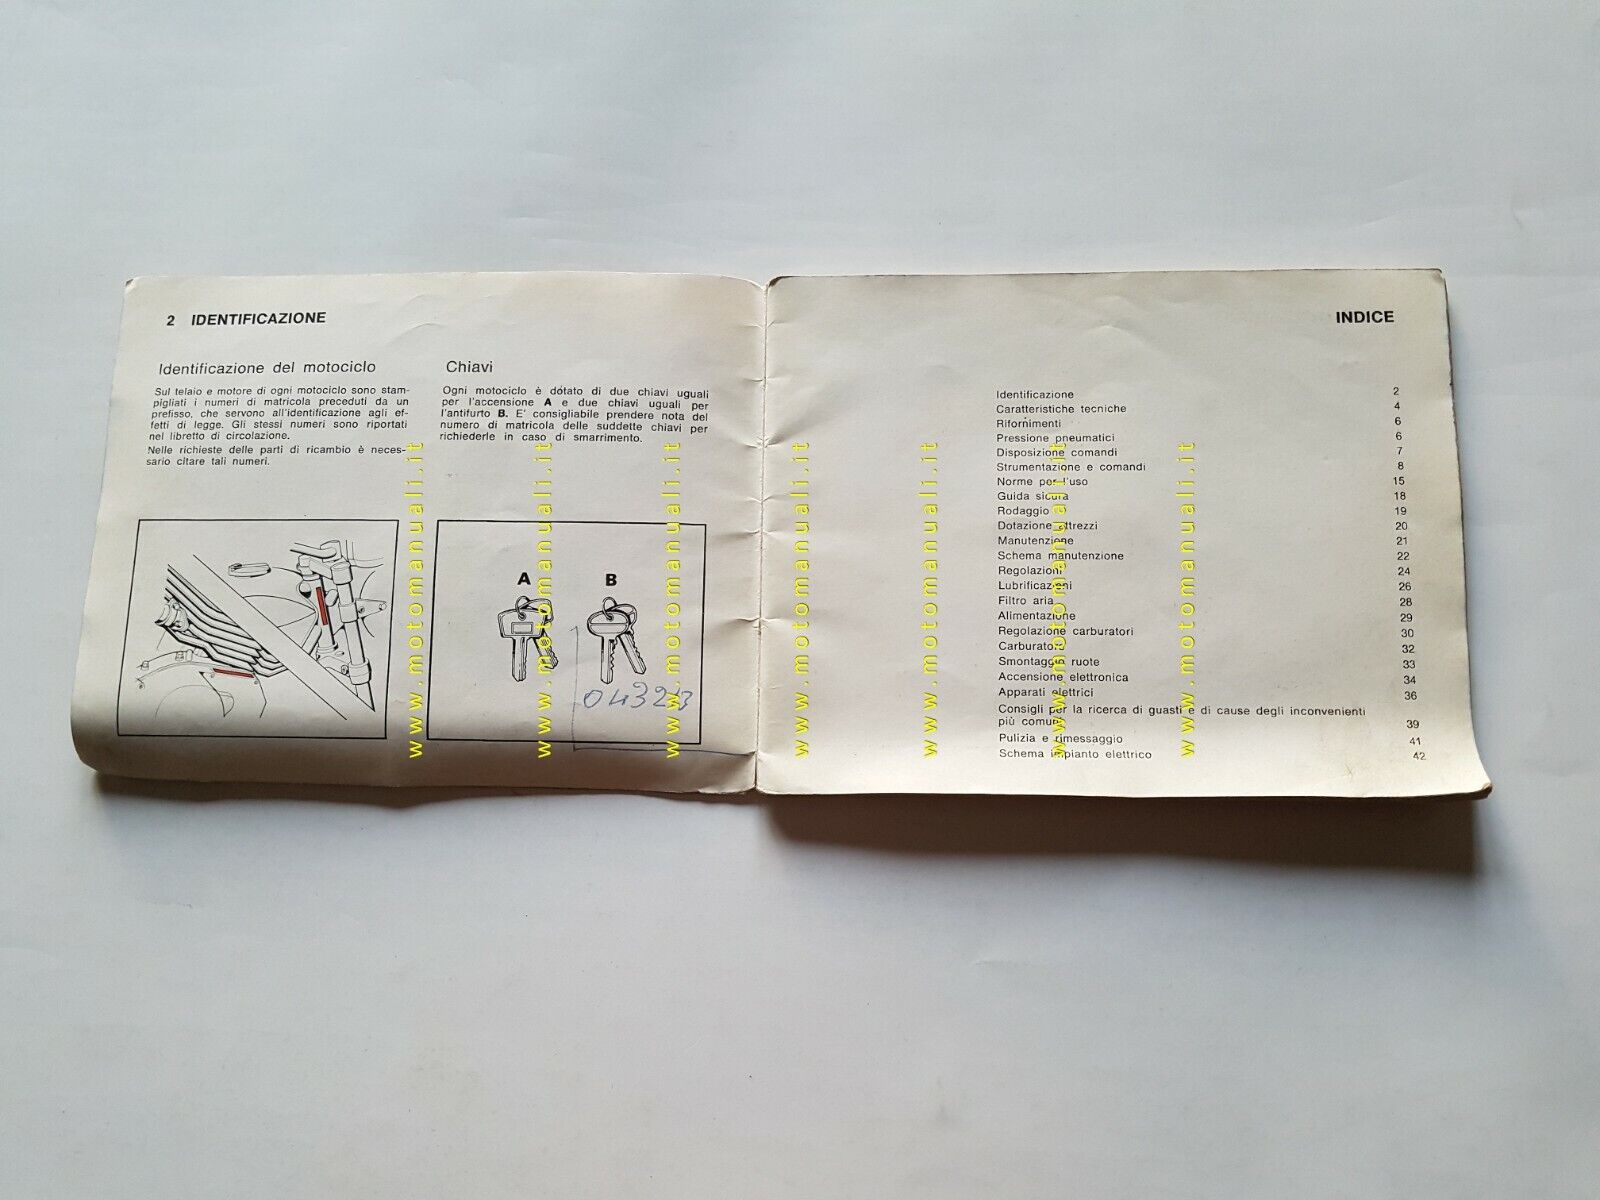 2 IDENTIFICAZIONE
Identificazione del motociclo
Sul telaio e motore di ogni motociclo sono stam-
pigliati i numeri di matricola preceduti da un
prefisso, che servono all'identificazione agli ef-
fetti di legge. Gli stessi numeri sono riportati
nel libretto di circolazione.
Nelle richieste delle parti di ricambio è neces-
sario citare tali numeri.
Chiavi
Ogni motociclo è dotato di due chiavi uguali
per l'accensione A e due chiavi uguali per
l'antifurto B. E' consigliabile prendere nota del
numero di matricola delle suddette chiavi per
richiederle in caso di smarrimento.
A B
www.motomanuali.it
www.motomanuali.it
www.motomanuali.it
INDICE
Identificazione 2
Caratteristiche tecniche 4
Rifornimenti 6
Pressione pneumatici 6
Disposizione comandi 7
Strumentazione e comandi 8
Norme per l'uso 15
Guida sicura 18
Rodaggio 19
Dotazione attrezzi 20
Manutenzione 21
Schema manutenzione 22
Regolazioni 24
Lubrificazioni 26
Filtro aria 28
Alimentazione 29
Regolazione carburatori 30
Carburatori 32
Smontaggio ruote 33
Accensione elettronica 34
Apparati elettrici 36
Consigli per la ricerca di guasti e di cause degli inconvenienti
più comuni 39
Pulizia e rimessaggio 41
Schema impianto elettrico 42
www.motomanuali.it
www.motomanuali.it
www.motomanuali.it
www.motomanuali.it